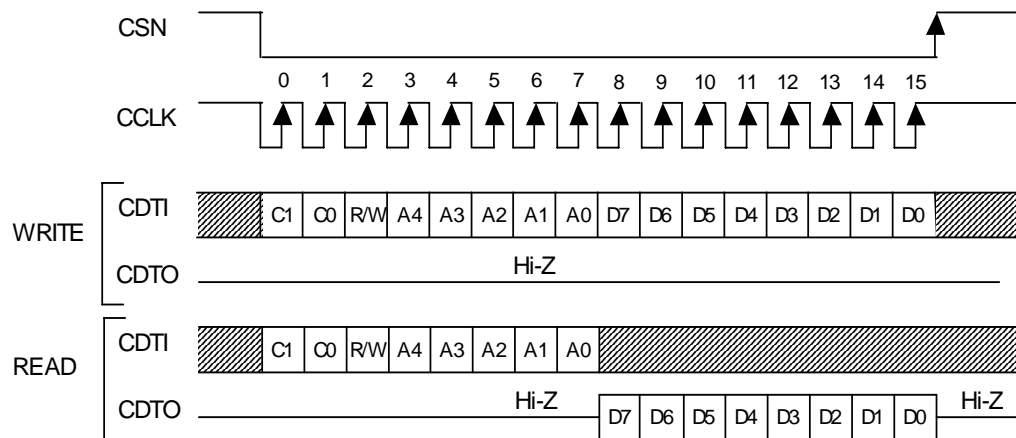 CSN
0 1 2 3 4 5 6 7 8 9 10 11 12 13 14 15
CCLK
WRITE
CDTI
C1 C0 R/W A4 A3 A2 A1 A0 D7 D6 D5 D4 D3 D2 D1 D0
CDTO
Hi-Z
READ
CDTI
C1 C0 R/W A4 A3 A2 A1 A0
CDTO
Hi-Z
D7 D6 D5 D4 D3 D2 D1 D0
Hi-Z